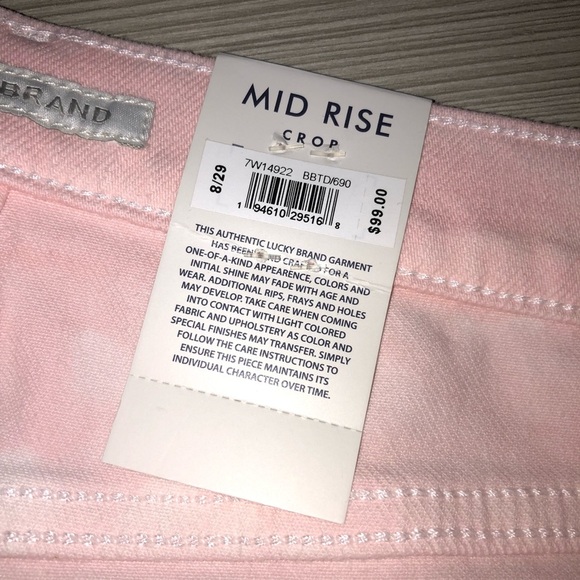 BRAND
MID RISE
CROP
7W14922 BBTD/690
8/29
1 94610 29516 8
$99.00
THIS AUTHENTIC LUCKY BRAND GARMENT
HAS BEEN FOR A
ONE-OF-A-KIND APPEARENCE, COLORS AND
INITIAL SHINE MAY FADE WITH AGE AND
WEAR. ADDITIONAL RIPS, FRAYS AND HOLES
MAY DEVELOP. TAKE CARE WHEN COMING
INTO CONTACT WITH LIGHT COLORED
FABRIC AND UPHOLSTERY AS COLOR AND
SPECIAL FINISHES MAY TRANSFER. SIMPLY
FOLLOW THE CARE INSTRUCTIONS TO
ENSURE THIS PIECE MAINTAINS ITS
INDIVIDUAL CHARACTER OVER TIME.